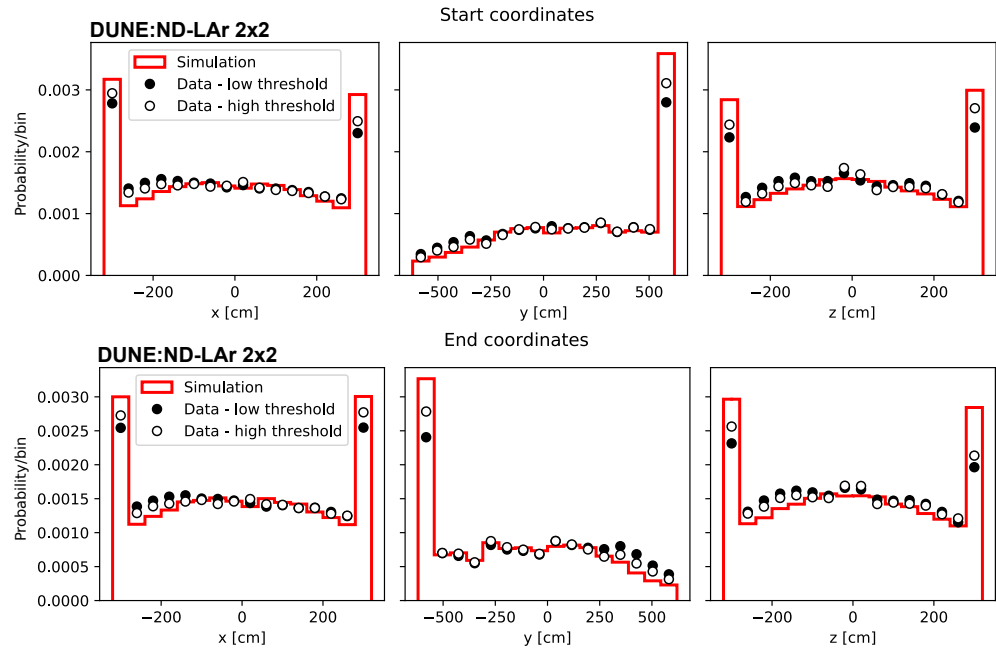 Start coordinates
DUNE:ND-LAr 2x2
Simulation
Data - low threshold
Data - high threshold
Probability/bin
0.003
0.002
0.001
0.000
−200 0 200
x [cm]
−500 −250 0 250 500
y [cm]
−200 0 200
z [cm]
End coordinates
DUNE:ND-LAr 2x2
Simulation
Data - low threshold
Data - high threshold
Probability/bin
0.0030
0.0025
0.0020
0.0015
0.0010
0.0005
0.0000
−200 0 200
x [cm]
−500 −250 0 250 500
y [cm]
−200 0 200
z [cm]